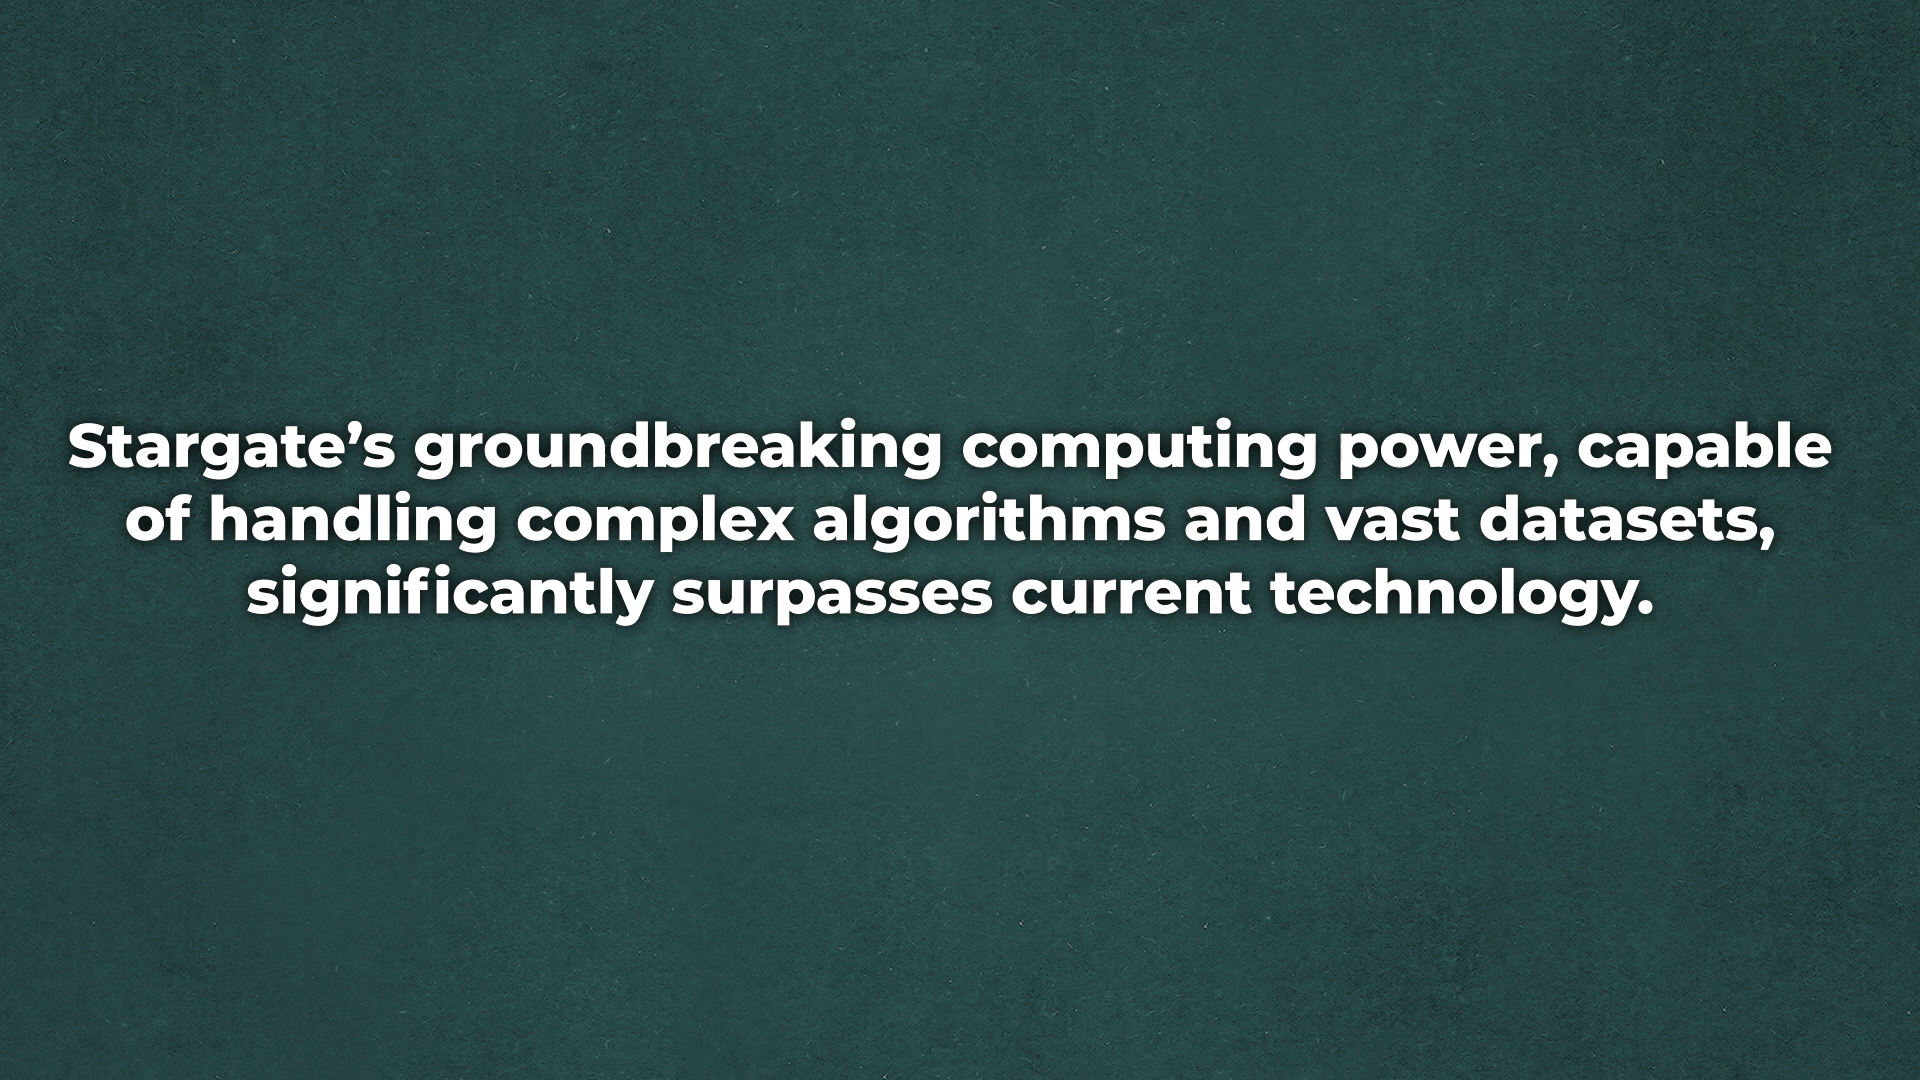 Stargate’s groundbreaking computing power, capable
of handling complex algorithms and vast datasets,
significantly surpasses current technology.